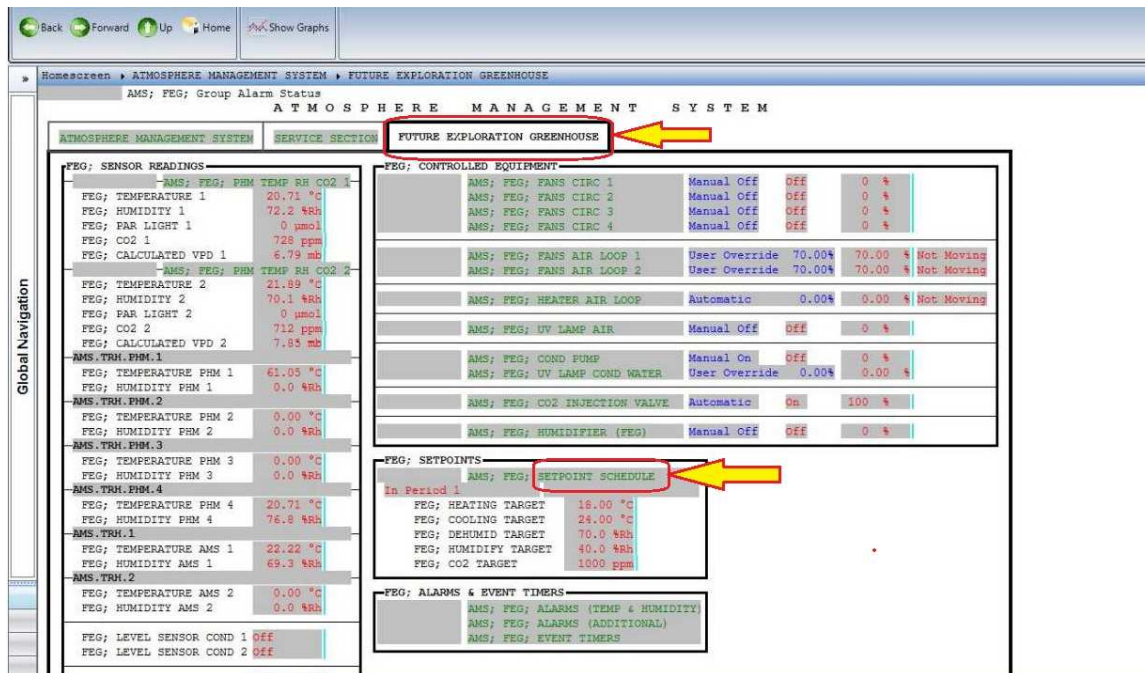 Back Forward Up Home Show Graphs
»
Homescreen ATMOSPHERE MANAGEMENT SYSTEM FUTURE EXPLORATION GREENHOUSE
AMS; FEG; Group Alarm Status
ATMOSPHERE MANAGEMENT SYSTEM
ATMOSPHERE MANAGEMENT SYSTEM SERVICE SECTION FUTURE EXPLORATION GREENHOUSE
Global Navigation
FEG; SENSOR READINGS
AMS; FEG; PHM TEMP RH CO2 1
FEG; TEMPERATURE 1 20.71 °C
FEG; HUMIDITY 1 72.2 %Rh
FEG; PAR LIGHT 1 0 µmol
FEG; CO2 1 728 ppm
FEG; CALCULATED VPD 1 6.79 mb
AMS; FEG; PHM TEMP RH CO2 2
FEG; TEMPERATURE 2 21.89 °C
FEG; HUMIDITY 2 70.1 %Rh
FEG; PAR LIGHT 2 0 µmol
FEG; CO2 2 712 ppm
FEG; CALCULATED VPD 2 7.85 mb
AMS.TRH.PHM.1
FEG; TEMPERATURE PHM 1 61.05 °C
FEG; HUMIDITY PHM 1 0.0 %Rh
AMS.TRH.PHM.2
FEG; TEMPERATURE PHM 2 0.00 °C
FEG; HUMIDITY PHM 2 0.0 %Rh
AMS.TRH.PHM.3
FEG; TEMPERATURE PHM 3 0.00 °C
FEG; HUMIDITY PHM 3 0.0 %Rh
AMS.TRH.PHM.4
FEG; TEMPERATURE PHM 4 20.71 °C
FEG; HUMIDITY PHM 4 76.8 %Rh
AMS.TRH.1
FEG; TEMPERATURE AMS 1 22.22 °C
FEG; HUMIDITY AMS 1 69.3 %Rh
AMS.TRH.2
FEG; TEMPERATURE AMS 2 0.00 °C
FEG; HUMIDITY AMS 2 0.0 %Rh
FEG; LEVEL SENSOR COND 1 Off
FEG; LEVEL SENSOR COND 2 Off
FEG; CONTROLLED EQUIPMENT
AMS; FEG; FANS CIRC 1 Manual Off Off 0 %
AMS; FEG; FANS CIRC 2 Manual Off Off 0 %
AMS; FEG; FANS CIRC 3 Manual Off Off 0 %
AMS; FEG; FANS CIRC 4 Manual Off Off 0 %
AMS; FEG; FANS AIR LOOP 1 User Override 70.00% 70.00 % Not Moving
AMS; FEG; FANS AIR LOOP 2 User Override 70.00% 70.00 % Not Moving
AMS; FEG; HEATER AIR LOOP Automatic 0.00% 0.00 % Not Moving
AMS; FEG; UV LAMP AIR Manual Off Off 0 %
AMS; FEG; COND PUMP Manual On Off 0 %
AMS; FEG; UV LAMP COND WATER User Override 0.00% 0.00 %
AMS; FEG; CO2 INJECTION VALVE Automatic On 100 %
AMS; FEG; HUMIDIFIER (FEG) Manual Off Off 0 %
FEG; SETPOINTS
AMS; FEG; SETPOINT SCHEDULE
In Period 1
FEG; HEATING TARGET 18.00 °C
FEG; COOLING TARGET 24.00 °C
FEG; DEHUMID TARGET 70.0 %Rh
FEG; HUMIDIFY TARGET 40.0 %Rh
FEG; CO2 TARGET 1000 ppm
FEG; ALARMS & EVENT TIMERS
AMS; FEG; ALARMS (TEMP & HUMIDITY)
AMS; FEG; ALARMS (ADDITIONAL)
AMS; FEG; EVENT TIMERS